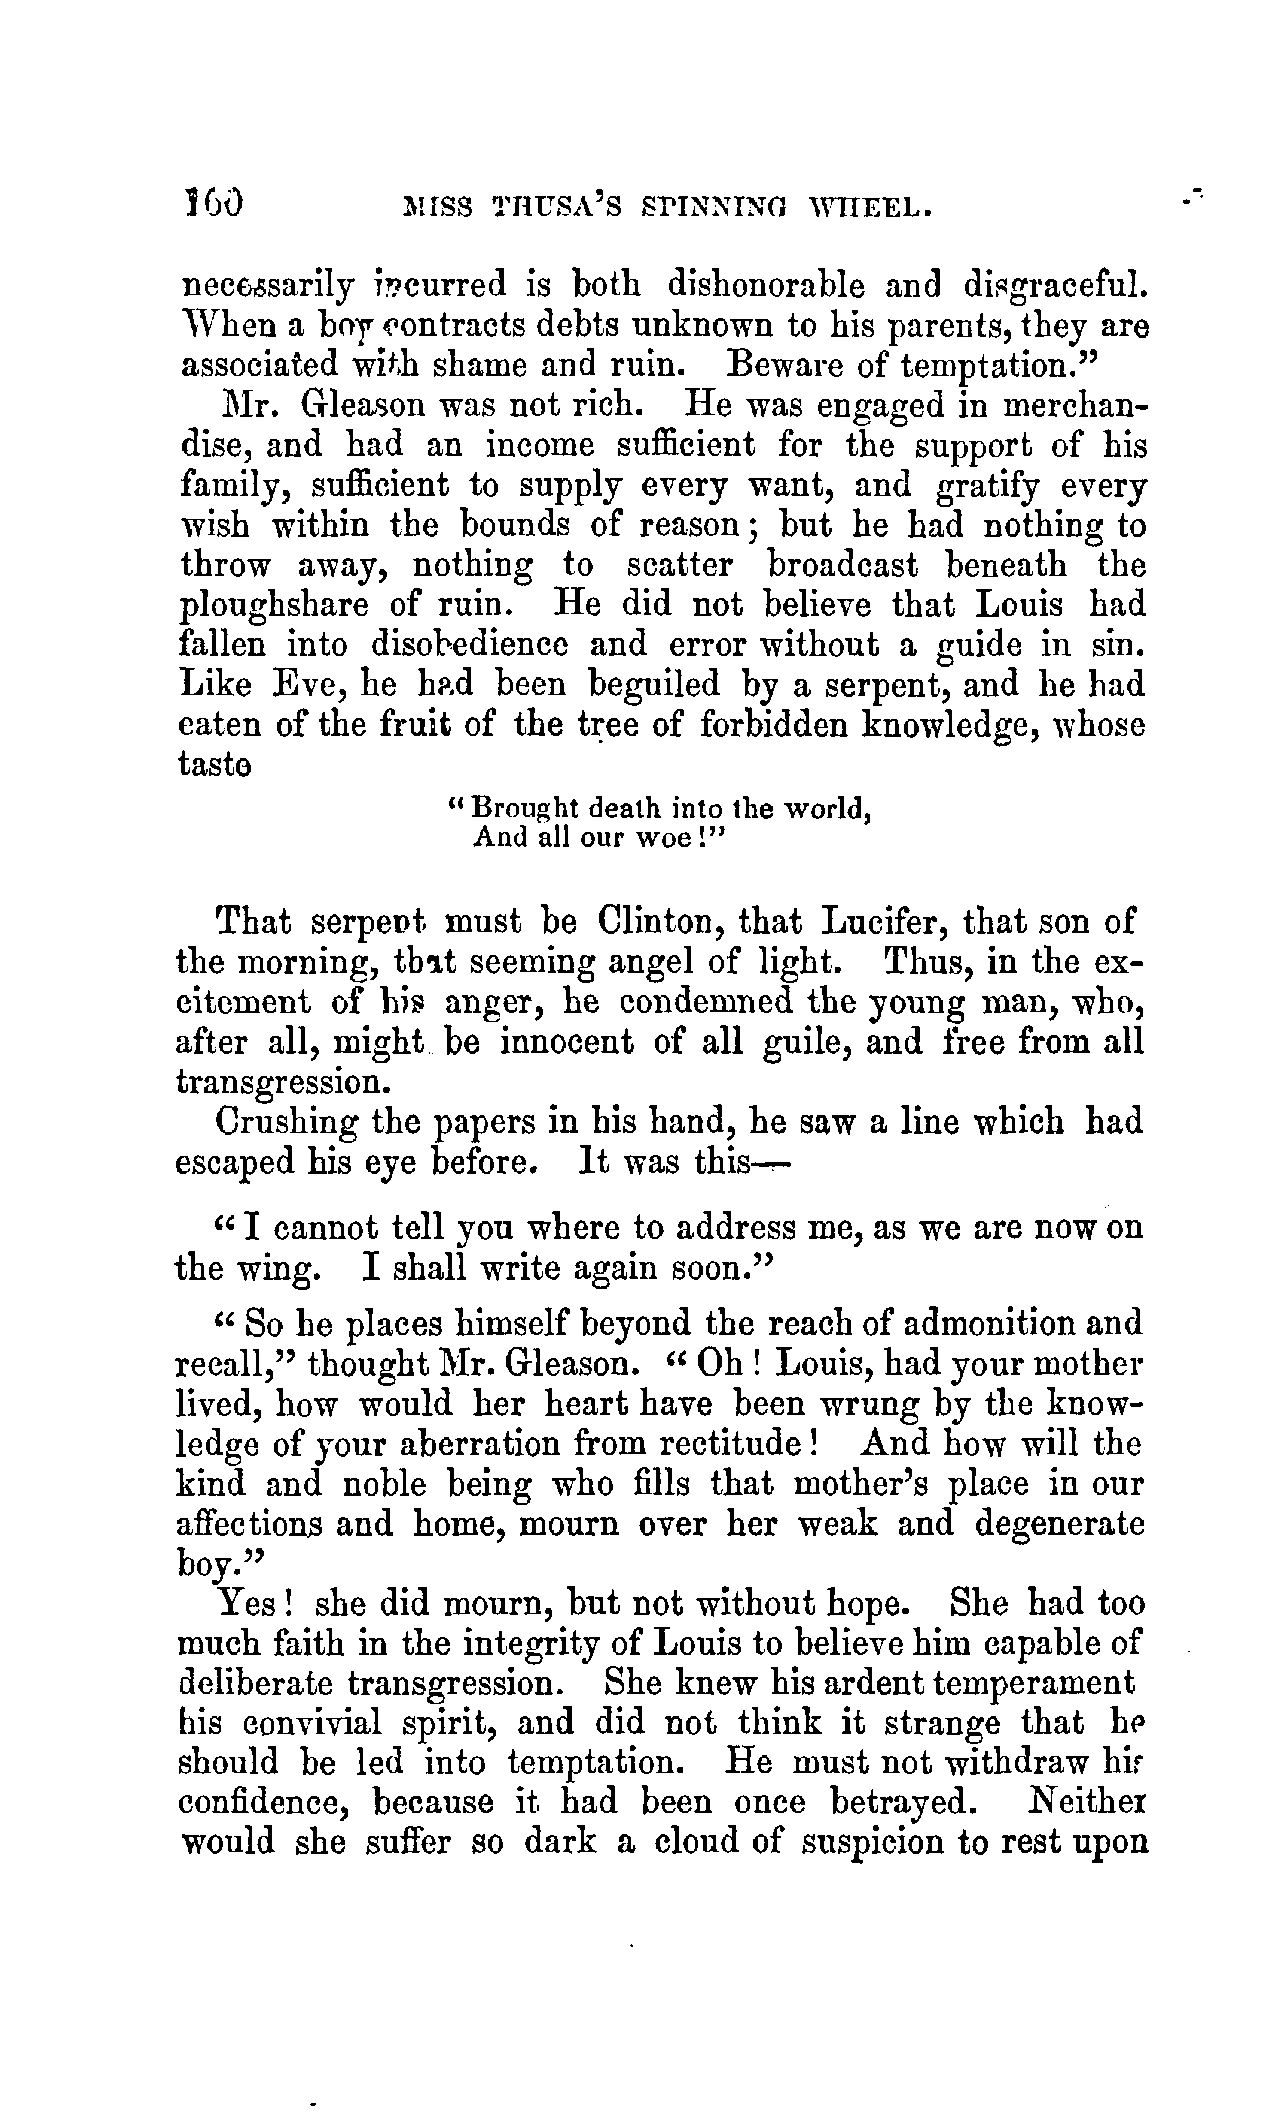 160 MISS THUSA'S SPINNING WHEEL.
necessarily incurred is both dishonorable and disgraceful.
When a boy contracts debts unknown to his parents, they are
associated with shame and ruin. Beware of temptation."
Mr. Gleason was not rich. He was engaged in merchan-
dise, and had an income sufficient for the support of his
family, sufficient to supply every want, and gratify every
wish within the bounds of reason; but he had nothing to
throw away, nothing to scatter broadcast beneath the
ploughshare of ruin. He did not believe that Louis had
fallen into disobedience and error without a guide in sin.
Like Eve, he had been beguiled by a serpent, and he had
eaten of the fruit of the tree of forbidden knowledge, whose
taste
"Brought death into the world,
And all our woe!"
That serpent must be Clinton, that Lucifer, that son of
the morning, that seeming angel of light. Thus, in the ex-
citement of his anger, he condemned the young man, who,
after all, might be innocent of all guile, and free from all
transgression.
Crushing the papers in his hand, he saw a line which had
escaped his eye before. It was this—
"I cannot tell you where to address me, as we are now on
the wing. I shall write again soon."
"So he places himself beyond the reach of admonition and
recall," thought Mr. Gleason. "Oh! Louis, had your mother
lived, how would her heart have been wrung by the know-
ledge of your aberration from rectitude! And how will the
kind and noble being who fills that mother's place in our
affections and home, mourn over her weak and degenerate
boy."
Yes! she did mourn, but not without hope. She had too
much faith in the integrity of Louis to believe him capable of
deliberate transgression. She knew his ardent temperament
his convivial spirit, and did not think it strange that he
should be led into temptation. He must not withdraw his
confidence, because it had been once betrayed. Neither
would she suffer so dark a cloud of suspicion to rest upon